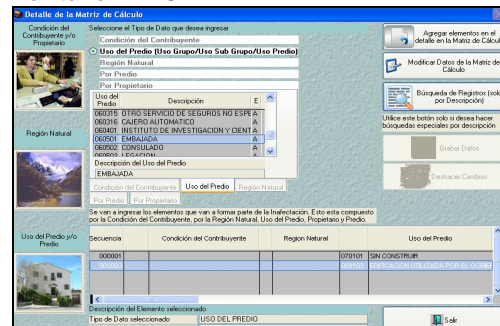 Detalle de la Matriz de Cálculo
Condición del Contribuyente y/o Propietario
Región Natural
Uso del Predio y/o Predio
Seleccione el Tipo de Dato que desea ingresar
Condición del Contribuyente
Uso del Predio (Uso Grupo/Uso Sub Grupo/Uso Predio)
Región Natural
Por Predio
Por Propietario
Uso del Predio Descripción E
060315 OTRO SERVICIO DE SEGUROS NO ESPE A
060316 CAJERO AUTOMATICO A
060401 INSTITUTO DE INVESTIGACION Y CIENT A
060501 EMBAJADA A
060502 CONSULADO A
Descripción del Uso del Predio
EMBAJADA
Condición del Contribuyente Uso del Predio Región Natural
Por Predio Por Propietario
Se van a ingresar los elementos que van a formar parte de la Inafectación. Esto esta compuesto
por la Condición del Contribuyente, por la Región Natural, Uso del Predio, Propietario y Predio.
Secuencia Condición del Contribuyente Region Natural Uso del Predio
000001 070101 SIN CONSTRUIR
000002 EDIFICACION UTILIZADA POR EL
Descripción del Elemento seleccionado
Tipo de Dato seleccionado USO DEL PREDIO
Agregar elementos en el
detalle en la Matriz de Cálcul
Modificar Datos de la Matriz de
Cálculo
Búsqueda de Registros (solo
por Descripción)
Utilice este botón solo si desea hacer
búsquedas especiales por descripción
Grabar Datos
Deshacer Cambios
Salir